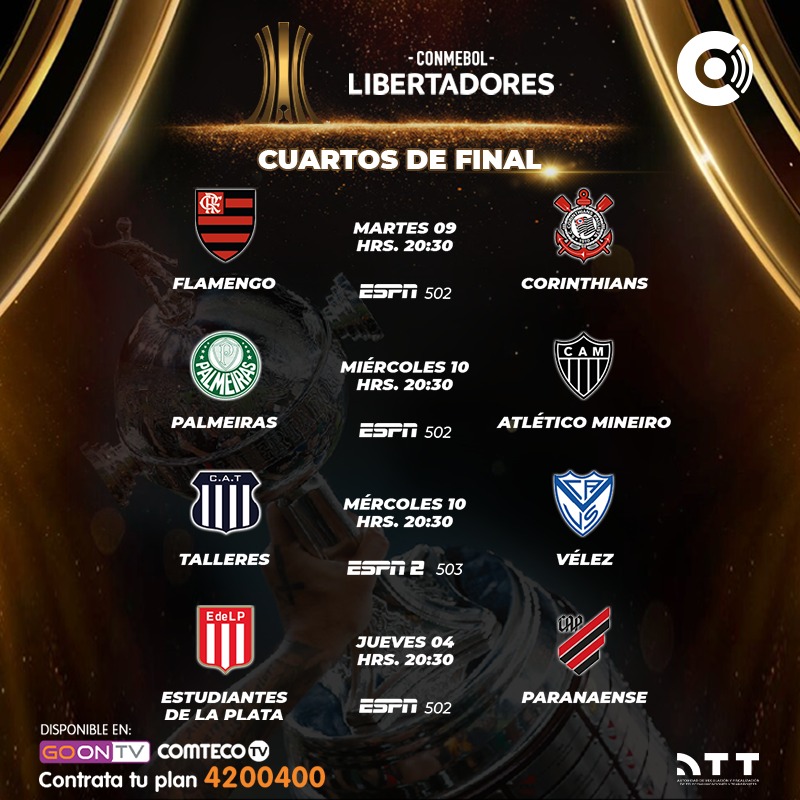 -CONMEBOL-
LIBERTADORES
CUARTOS DE FINAL
MARTES 09
HRS. 20:30
FLAMENGO
CORINTHIANS
ESPN 502
PALMEIRAS
CAM
MIÉRCOLES 10
HRS. 20:30
PALMEIRAS
ATLÉTICO MINEIRO
ESPN 502
C.A.T
MÉRCOLES 10
HRS. 20:30
TALLERES
VÉLEZ
ESPN 2 503
EdeLP
CAP
JUEVES 04
HRS. 20:30
ESTUDIANTES
DE LA PLATA
PARANAENSE
ESPN 502
DISPONIBLE EN:
GOONTV COMTECO TV
Contrata tu plan 4200400
ATT